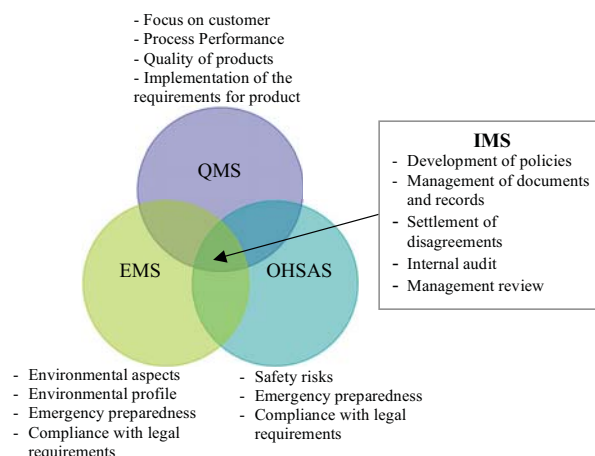 - Focus on customer
- Process Performance
- Quality of products
- Implementation of the
requirements for product
QMS
EMS
OHSAS
IMS
- Development of policies
- Management of documents
and records
- Settlement of
disagreements
- Internal audit
- Management review
- Environmental aspects
- Environmental profile
- Emergency preparedness
- Compliance with legal
requirements
- Safety risks
- Emergency preparedness
- Compliance with legal
requirements